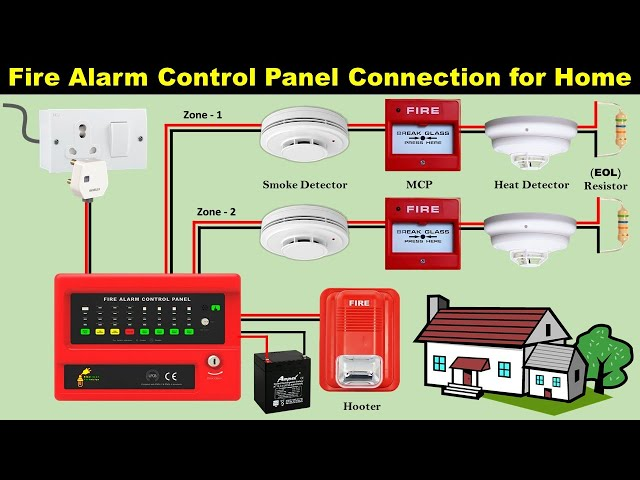 Fire Alarm Control Panel Connection for Home
Zone - 1
FIRE
BREAK GLASS
PRESS HERE
Smoke Detector
MCP
Heat Detector
(EOL)
Resistor
Zone - 2
FIRE
BREAK GLASS
PRESS HERE
FIRE ALARM CONTROL PANEL
FIRE
CE
Hooter